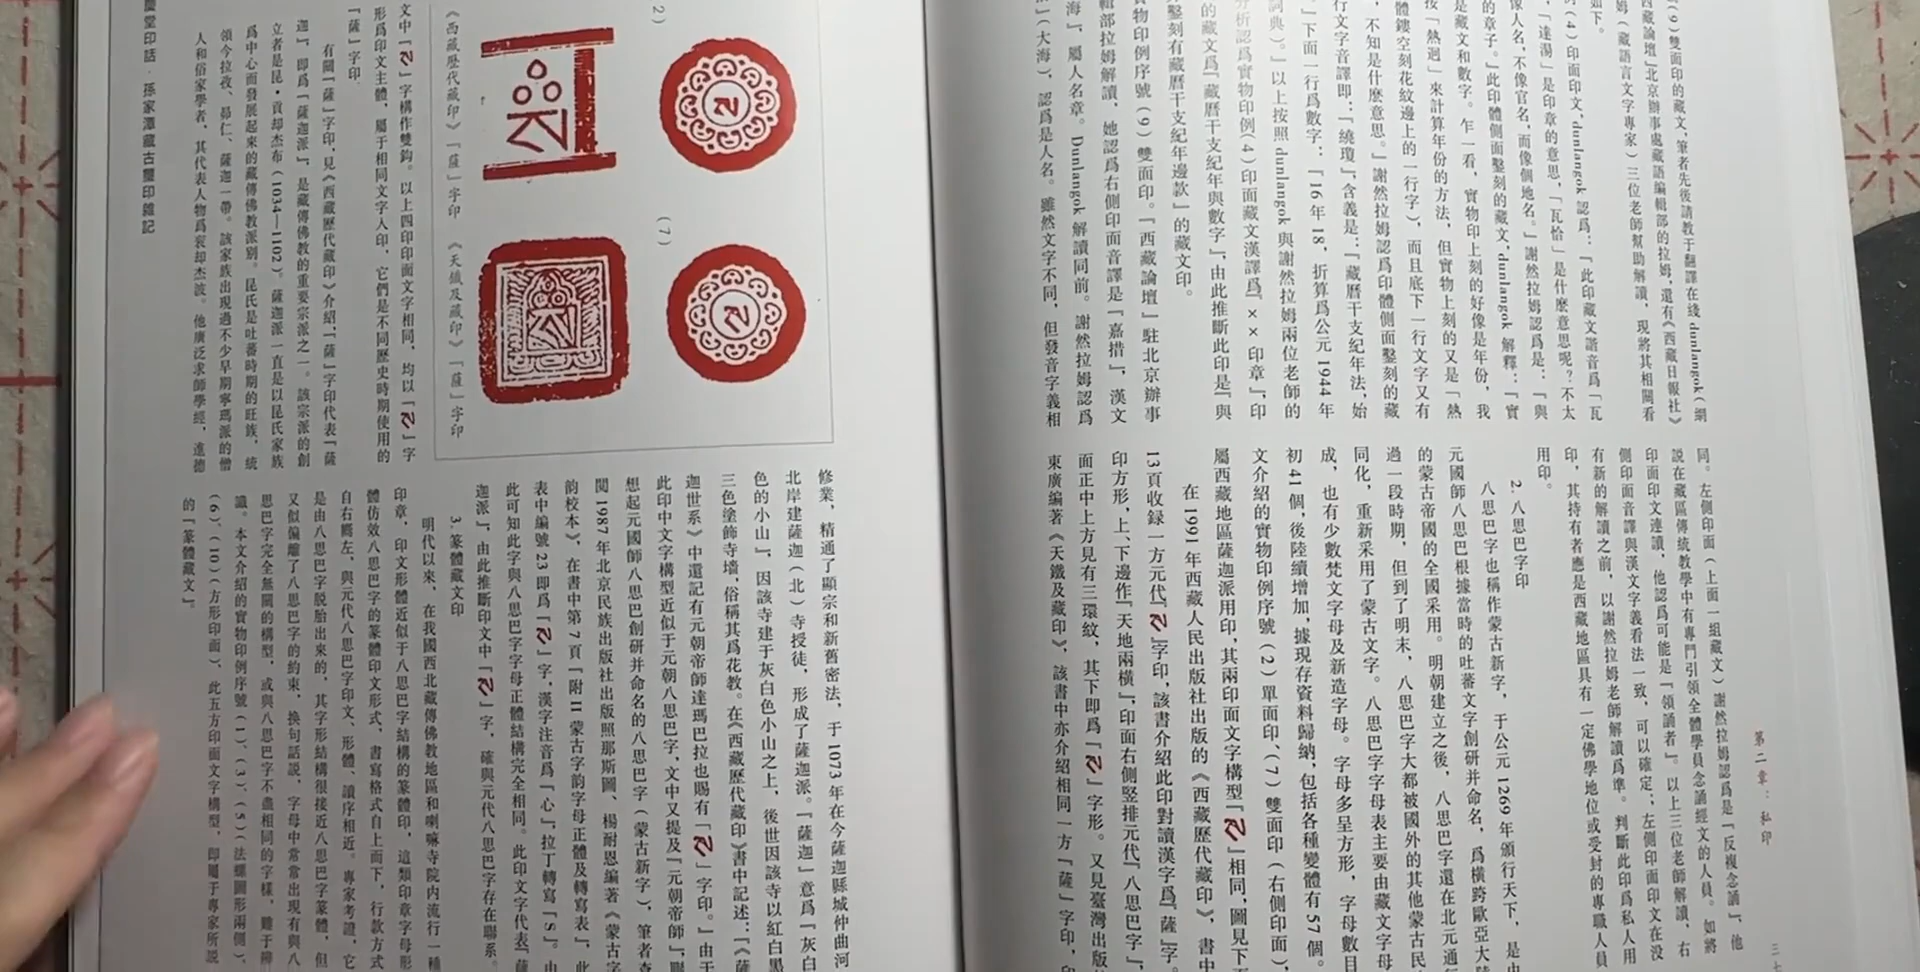 (9)雙面印的藏文，筆者先後請教于翻譯在綫 dunlangok（網
西藏論壇』北京辦事處藏語編輯部的拉姆，還有《西藏日報社》
姆（藏語言文字專家）三位老師幫助解讀，現將其相關看
如下。
(4)印面印文，dunlangok 認爲：『此印藏文諧音爲「瓦
，「達湯」是印章的意思，「瓦恰」是什麽意思呢？不太
像人名，不像官名，而像個地名。』謝然拉姆認爲是：『與
的章子。』此印體側面鑿刻的藏文，dunlangok 解釋：『實
是藏文和數字。乍一看，實物印上刻的好像是年份，我
按「熱迥」來計算年份的方法，但實物上刻的又是「熱
體鏤空刻花紋邊上的一行字），而且底下一行文字又有
，不知是什麽意思。』謝然拉姆認爲印體側面鑿刻的藏
行文字音譯即：『繞瓊』，含義是：『藏曆干支紀年法，始
』下面一行爲數字：『16 年 18，折算爲公元 1944 年
詞典》。』以上按照 dunlangok 與謝然拉姆兩位老師的
分析認爲實物印例(4)印面藏文漢譯爲『××印章』，印
的藏文爲『藏曆干支紀年與數字』，由此推斷此印是『與
鑿刻有藏曆干支紀年邊款』的藏文印。
實物印例序號(9)雙面印。『西藏論壇』駐北京辦事
輯部拉姆解讀，她認爲右側印面音譯是『嘉措』，漢文
海』，屬人名章。Dunlangok 解讀同前。謝然拉姆認爲
』（大海），認爲是人名。雖然文字不同，但發音字義相
同。左側印面（上面一組藏文）謝然拉姆認爲是『反複念誦』，他
説在藏區傳統教學中有專門引領全體學員念誦經文的人員。如將
印面印文連讀，他認爲可能是『領誦者』。以上三位老師解讀，右
側印面音譯與漢文字義看法一致，可以確定；左側印面印文在没
有新的解讀之前，以謝然拉姆老師解讀爲準。判斷此印爲私人用
印，其持有者應是西藏地區具有一定佛學地位或受封的專職人員
用印。
2. 八思巴字印
八思巴字也稱作蒙古新字，于公元 1269 年頒行天下，是由
元國師八思巴根據當時的吐蕃文字創研并命名，爲橫跨歐亞大陸
的蒙古帝國的全國采用。明朝建立之後，八思巴字還在北元通行
過一段時期，但到了明末，八思巴字大都被國外的其他蒙古民
同化，重新采用了蒙古文字。八思巴字字母表主要由藏文字母
成，也有少數梵文字母及新造字母。字母多呈方形，字母數目
初 41 個，後陸續增加，據現存資料歸納，包括各種變體有 57 個。
文介紹的實物印例序號(2)單面印、(7)雙面印（右側印面），
屬西藏地區薩迦派用印，其兩印面文字構型『』相同，圖見下
在 1991 年西藏人民出版社出版的《西藏歷代藏印》，書中
13 頁收録一方元代『』字印，該書介紹此印對讀漢字爲『薩』字。
印方形，上、下邊作『天地兩橫』，印面右側竪排元代『八思巴字』，
面正中上方見有三環紋，其下即爲『』字形。又見臺灣出版
東廣編著《天鐵及藏印》，該書中亦介紹相同一方『薩』字印，
第二章：私印
(2)
(7)
《西藏歷代藏印》『薩』字印
《天鐵及藏印》『薩』字印
文中『』字構作雙鈎。以上四印印面文字相同，均以『』字
形爲印文主體，屬于相同文字人印，它們是不同歷史時期使用的
『薩』字印。
有關『薩』字印，見《西藏歷代藏印》介紹，『薩』字印代表『薩
迦』，即爲『薩迦派』，是藏傳佛教的重要宗派之一。該宗派的創
立者是昆·貢却杰布（1034—1102）。薩迦派一直是以昆氏家族
爲中心而發展起來的藏傳佛教派別。昆氏是吐蕃時期的旺族，統
領今拉孜、昂仁、薩迦一帶。該家族出現過不少早期寧瑪派的僧
人和俗家學者，其代表人物爲衮却杰波。他廣泛求師學經，進德
修業，精通了顯宗和新舊密法，于 1073 年在今薩迦縣城仲曲河
北岸建薩迦（北）寺授徒，形成了薩迦派。『薩迦』意爲『灰白
色的小山』，因該寺建于灰白色小山之上，後世因該寺以紅白黑
三色塗飾寺墙，俗稱其爲花教。在《西藏歷代藏印》書中記述：『《薩
迦世系》中還記有元朝帝師達瑪巴拉也賜有「」字印。』由于
此印中文字構型近似于元朝八思巴字，文中又提及『元朝帝師』，聯
想起元國師八思巴創研并命名的八思巴字（蒙古新字），筆者查
閲 1987 年北京民族出版社出版照那斯圖、楊耐思編著《蒙古字
韵校本》，在書中第 7 頁『附 II 蒙古字韵字母正體及轉寫表』，此
表中編號 23 即爲『』字，漢字注音爲『心』，拉丁轉寫『S』。由
此可知此字與八思巴字字母正體結構完全相同。此印文字代表『薩
迦派』，由此推斷印文中『』字，確與元代八思巴字存在聯系。
3. 篆體藏文印
明代以來，在我國西北藏傳佛教地區和喇嘛寺院内流行一種
印章，印文形體近似于八思巴字結構的篆體印，這類印章字母形
體仿效八思巴字的篆體印文形式，書寫格式自上而下，行款方式
自右嚮左，與元代八思巴字印文、形體、讀序相近。專家考證，它
是由八思巴字脱胎出來的，其字形結構很接近八思巴字篆體，但
又似偏離了八思巴字的約束，換句話説，字母中常常出現有與八
思巴字完全無關的構型，或與八思巴字不盡相同的字樣，難于辨
識。本文介紹的實物印例序號(1)、(3)、(5)（法螺圖形兩側）、
(6)、(10)（方形印面），此五方印面文字構型，即屬于專家所説
的『篆體藏文』。
慶堂印話·孫家潭藏古璽印雜記